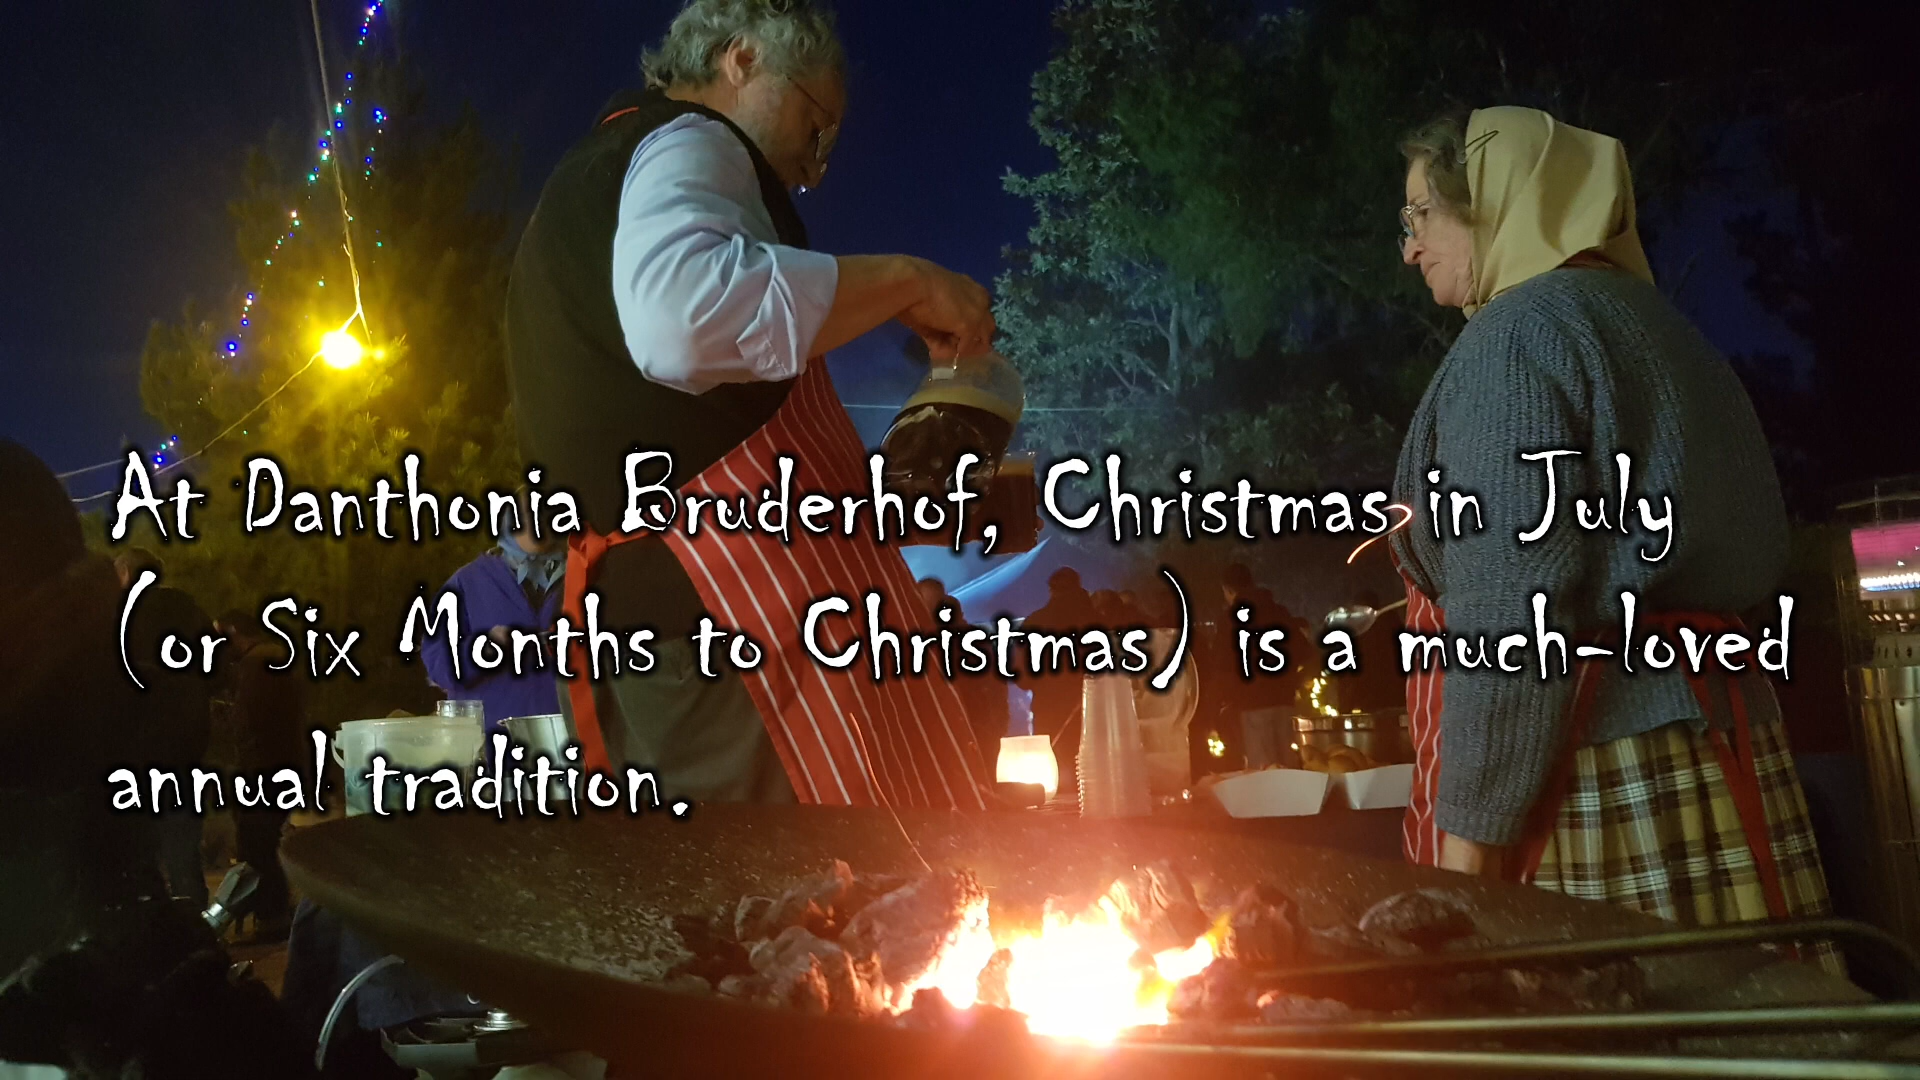 At Danthonia Bruderhof, Christmas in July
(or Six Months to Christmas) is a much-loved
annual tradition.